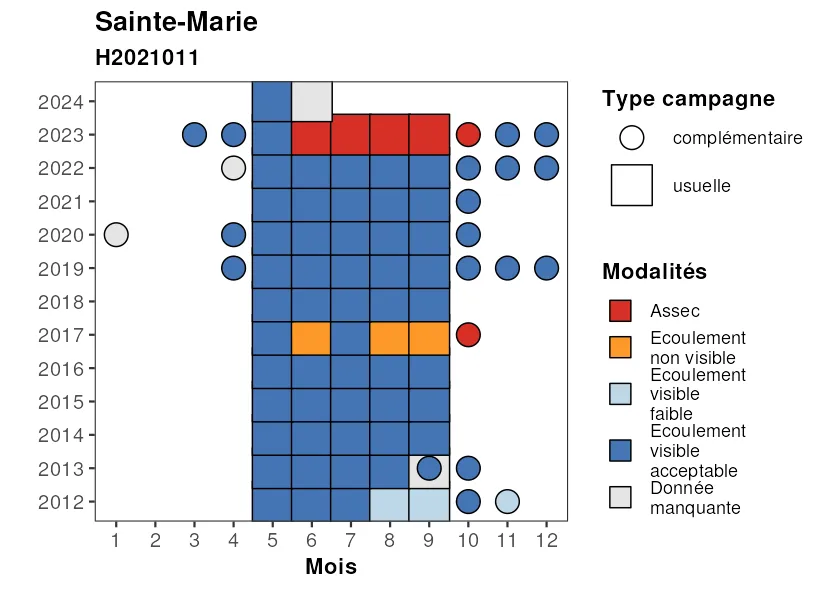 Sainte-Marie
H2021011
2024
2023
2022
2021
2020
2019
2018
2017
2016
2015
2014
2013
2012
1 2 3 4 5 6 7 8 9 10 11 12
Mois
Type campagne
complémentaire
usuelle
Modalités
Assec
Ecoulement
non visible
Ecoulement
visible
faible
Ecoulement
visible
acceptable
Donnée
manquante